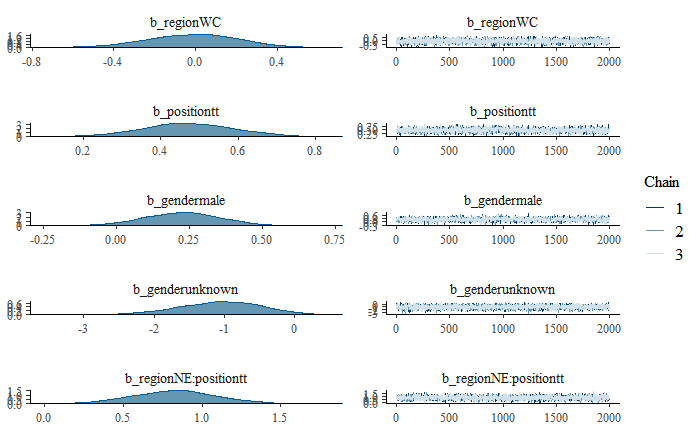 b_regionWC
b_regionWC
-0.8 -0.4 0.0 0.4
0 500 1000 1500 2000
b_positiontt
b_positiontt
0.2 0.4 0.6 0.8
0 500 1000 1500 2000
Chain
1
2
3
b_gendermale
b_gendermale
-0.25 0.00 0.25 0.50 0.75
0 500 1000 1500 2000
b_genderunknown
b_genderunknown
-3 -2 -1 0
0 500 1000 1500 2000
b_regionNE:positiontt
b_regionNE:positiontt
0.0 0.5 1.0 1.5
0 500 1000 1500 2000